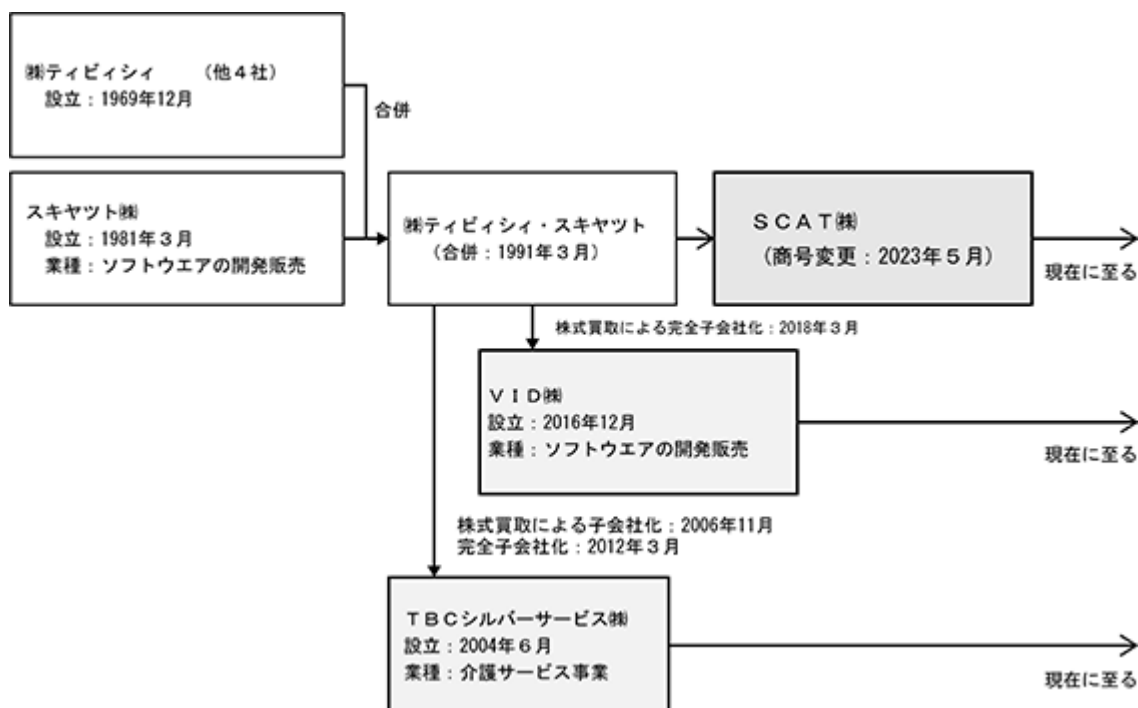 ㈱ティビィシィ　　（他４社）
設立：1969年12月
合併
スキヤツト㈱
設立：1981年３月
業種：ソフトウエアの開発販売
㈱ティビィシィ・スキヤツト
（合併：1991年３月）
ＳＣＡＴ㈱
（商号変更：2023年５月）
現在に至る
株式買取による完全子会社化：2018年３月
ＶＩＤ㈱
設立：2016年12月
業種：ソフトウエアの開発販売
現在に至る
株式買取による子会社化：2006年11月
完全子会社化：2012年３月
ＴＢＣシルバーサービス㈱
設立：2004年６月
業種：介護サービス事業
現在に至る